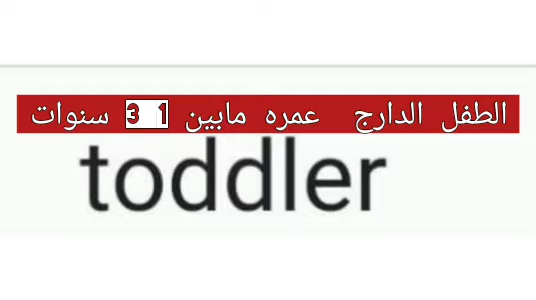 الطفل الدارج عمره مابين 1 3 سنوات
toddler